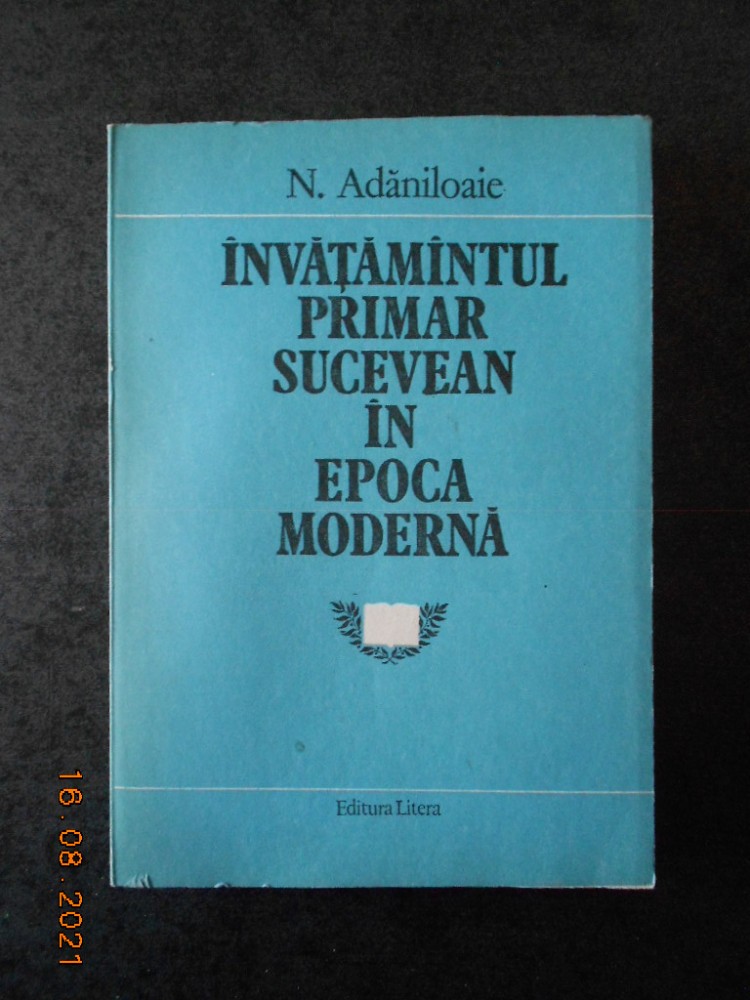 N. Adăniloaie
ÎNVĂȚĂMÎNTUL
PRIMAR
SUCEVEAN
ÎN
EPOCA
MODERNĂ
Editura Litera
16.08.2021